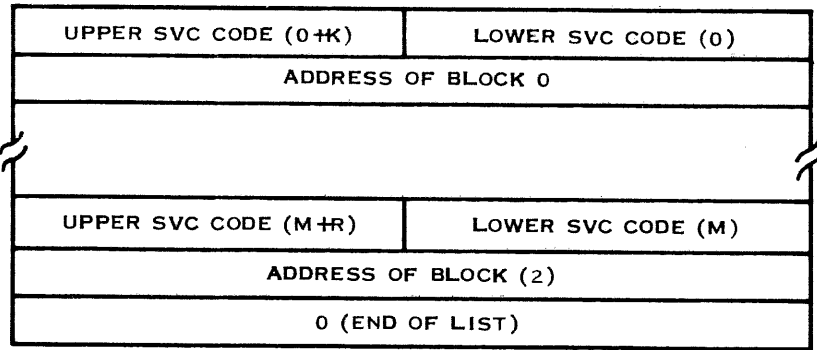 UPPER SVC CODE (0+K) LOWER SVC CODE (0)
ADDRESS OF BLOCK 0
UPPER SVC CODE (M+R) LOWER SVC CODE (M)
ADDRESS OF BLOCK (2)
0 (END OF LIST)